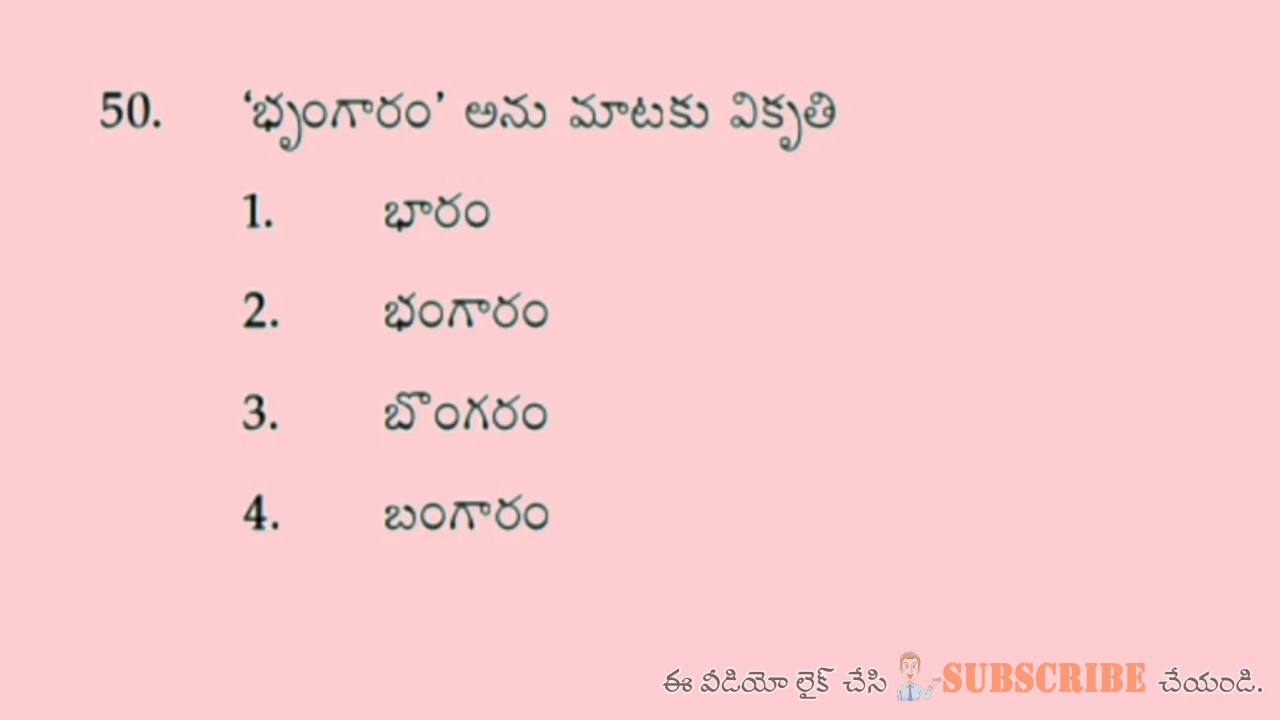 50. ‘భృంగారం’ అను మాటకు వికృతి
1. భారం
2. భంగారం
3. బొంగరం
4. బంగారం
ఈ వీడియో లైక్ చేసి SUBSCRIBE చేయండి.